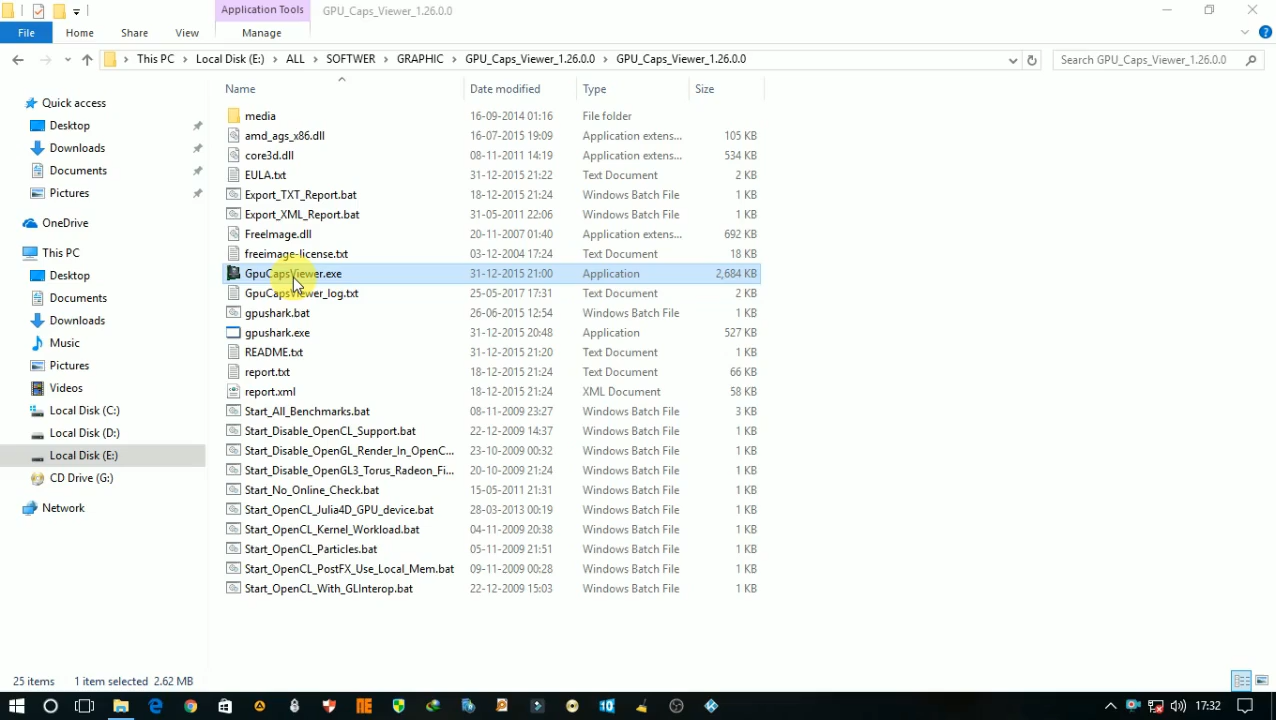 Application Tools GPU_Caps_Viewer_1.26.0.0
File Home Share View Manage
This PC Local Disk (E:) ALL SOFTWER GRAPHIC GPU_Caps_Viewer_1.26.0.0 GPU_Caps_Viewer_1.26.0.0 Search GPU_Caps_Viewer_1.26.0.0
Name Date modified Type Size
Quick access
Desktop
Downloads
Documents
Pictures
OneDrive
This PC
Desktop
Documents
Downloads
Music
Pictures
Videos
Local Disk (C:)
Local Disk (D:)
Local Disk (E:)
CD Drive (G:)
Network
media 16-09-2014 01:16 File folder
amd_ags_x86.dll 16-07-2015 19:09 Application extens... 105 KB
core3d.dll 08-11-2011 14:19 Application extens... 534 KB
EULA.txt 31-12-2015 21:22 Text Document 2 KB
Export_TXT_Report.bat 18-12-2015 21:24 Windows Batch File 1 KB
Export_XML_Report.bat 31-05-2011 22:06 Windows Batch File 1 KB
FreeImage.dll 20-11-2007 01:40 Application extens... 692 KB
freeimage-license.txt 03-12-2004 17:24 Text Document 18 KB
GpuCapsViewer.exe 31-12-2015 21:00 Application 2,684 KB
GpuCapsViewer_log.txt 25-05-2017 17:31 Text Document 2 KB
gpushark.bat 26-06-2015 12:54 Windows Batch File 1 KB
gpushark.exe 31-12-2015 20:48 Application 527 KB
README.txt 31-12-2015 21:20 Text Document 1 KB
report.txt 18-12-2015 21:24 Text Document 66 KB
report.xml 18-12-2015 21:24 XML Document 58 KB
Start_All_Benchmarks.bat 08-11-2009 23:27 Windows Batch File 3 KB
Start_Disable_OpenCL_Support.bat 22-12-2009 14:37 Windows Batch File 1 KB
Start_Disable_OpenGL_Render_In_OpenC... 23-10-2009 00:32 Windows Batch File 1 KB
Start_Disable_OpenGL3_Torus_Radeon_Fi... 20-10-2009 21:24 Windows Batch File 1 KB
Start_No_Online_Check.bat 15-05-2011 21:31 Windows Batch File 1 KB
Start_OpenCL_Julia4D_GPU_device.bat 28-03-2013 00:19 Windows Batch File 1 KB
Start_OpenCL_Kernel_Workload.bat 04-11-2009 20:38 Windows Batch File 1 KB
Start_OpenCL_Particles.bat 05-11-2009 21:51 Windows Batch File 1 KB
Start_OpenCL_PostFX_Use_Local_Mem.bat 09-11-2009 00:28 Windows Batch File 1 KB
Start_OpenCL_With_GLInterop.bat 22-12-2009 15:03 Windows Batch File 1 KB
25 items 1 item selected 2.62 MB
17:32